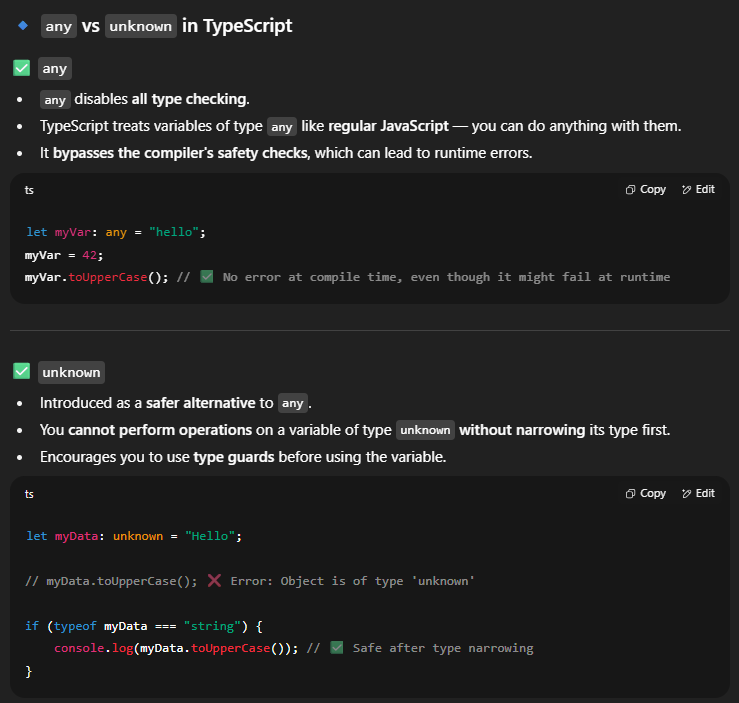 any vs unknown in TypeScript
any
any disables all type checking.
TypeScript treats variables of type any like regular JavaScript — you can do anything with them.
It bypasses the compiler's safety checks, which can lead to runtime errors.
ts Copy Edit
let myVar: any = "hello";
myVar = 42;
myVar.toUpperCase(); // ✅ No error at compile time, even though it might fail at runtime
unknown
Introduced as a safer alternative to any.
You cannot perform operations on a variable of type unknown without narrowing its type first.
Encourages you to use type guards before using the variable.
ts Copy Edit
let myData: unknown = "Hello";
// myData.toUpperCase(); ❌ Error: Object is of type 'unknown'
if (typeof myData === "string") {
    console.log(myData.toUpperCase()); // ✅ Safe after type narrowing
}